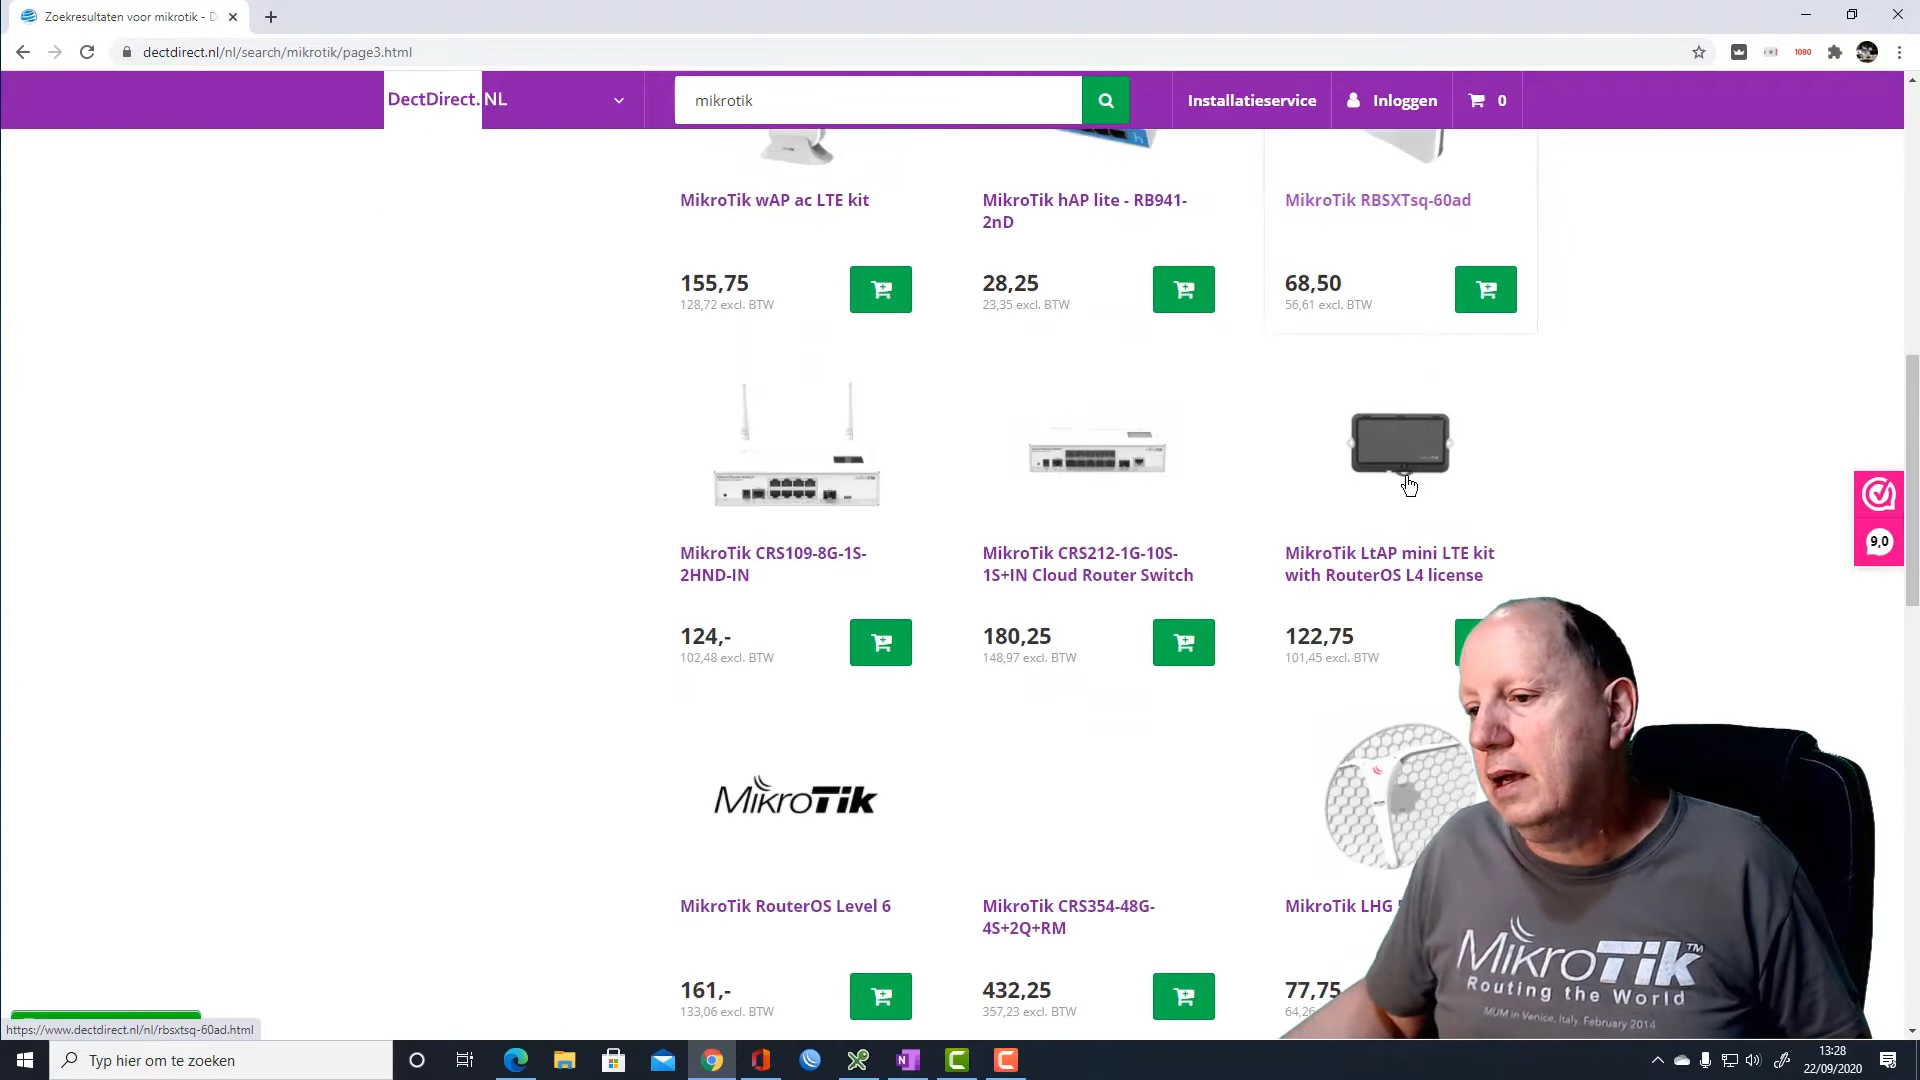 Zoekresultaten voor mikrotik - D
dectdirect.nl/nl/search/mikrotik/page3.html
1080
DectDirect.NL
mikrotik
Installatieservice
Inloggen
0
MikroTik wAP ac LTE kit
155,75
128,72 excl. BTW
MikroTik hAP lite - RB941-
2nD
28,25
23,35 excl. BTW
MikroTik RBSXTsq-60ad
68,50
56,61 excl. BTW
MikroTik CRS109-8G-1S-
2HND-IN
124,-
102,48 excl. BTW
MikroTik CRS212-1G-10S-
1S+IN Cloud Router Switch
180,25
148,97 excl. BTW
MikroTik LtAP mini LTE kit
with RouterOS L4 license
122,75
101,45 excl. BTW
9,0
MikroTik
MikroTik RouterOS Level 6
161,-
133,06 excl. BTW
MikroTik CRS354-48G-
4S+2Q+RM
432,25
357,23 excl. BTW
MikroTik LHG
77,75
64,26
MikroTik™
Routing the World
MUM in Venice, Italy. February 2014
https://www.dectdirect.nl/nl/rbsxtsq-60ad.html
Typ hier om te zoeken
13:28
22/09/2020